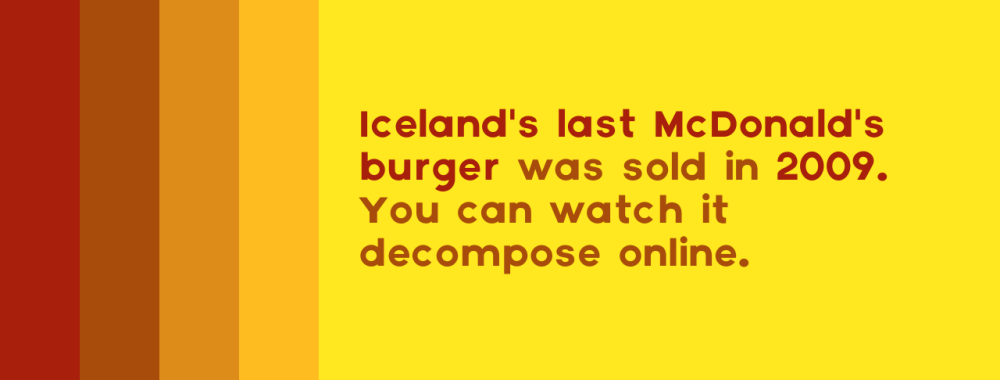 Iceland's last McDonald's
burger was sold in 2009.
You can watch it
decompose online.